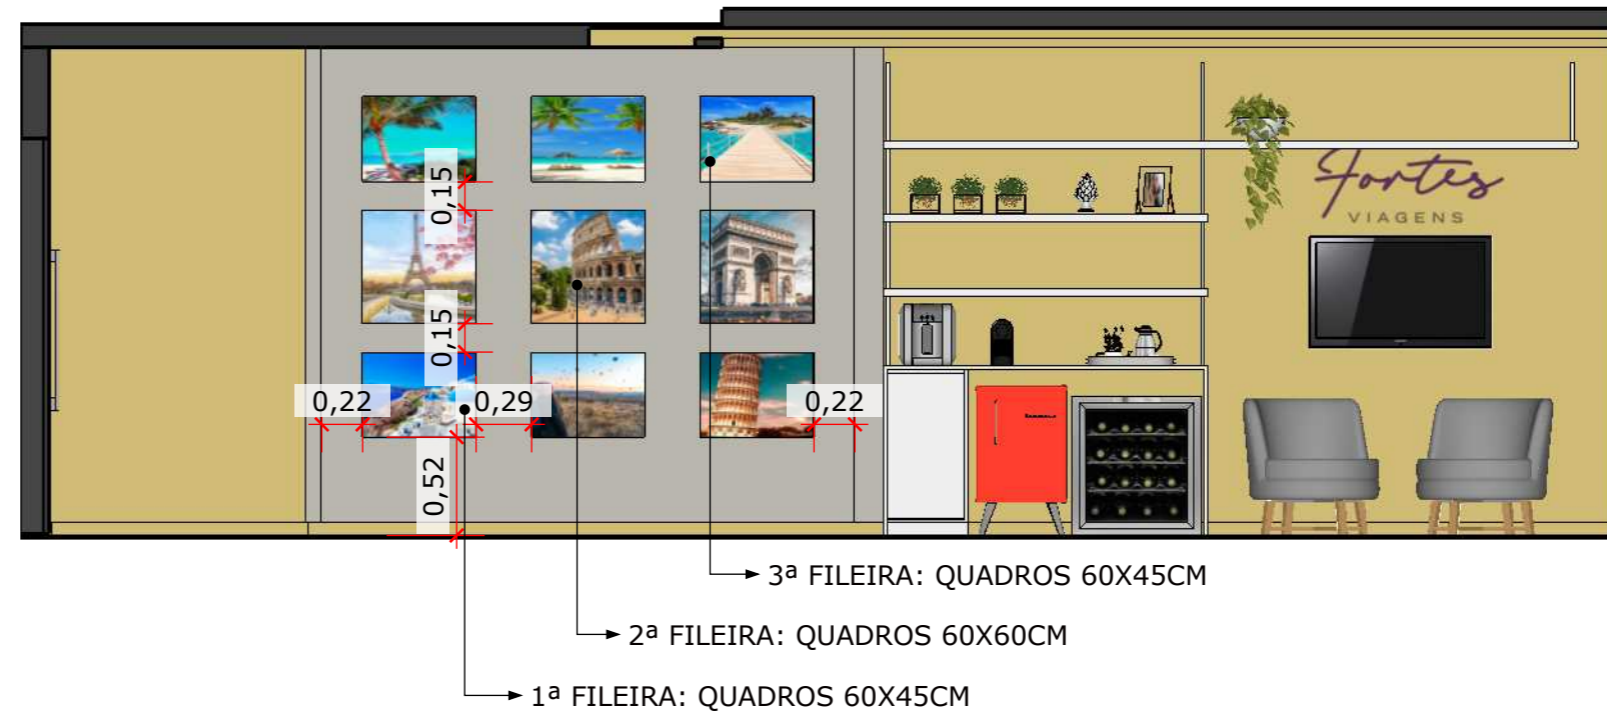 Fortes
VIAGENS
0,15
0,15
0,22
0,29
0,22
0,52
3ª FILEIRA: QUADROS 60X45CM
2ª FILEIRA: QUADROS 60X60CM
1ª FILEIRA: QUADROS 60X45CM